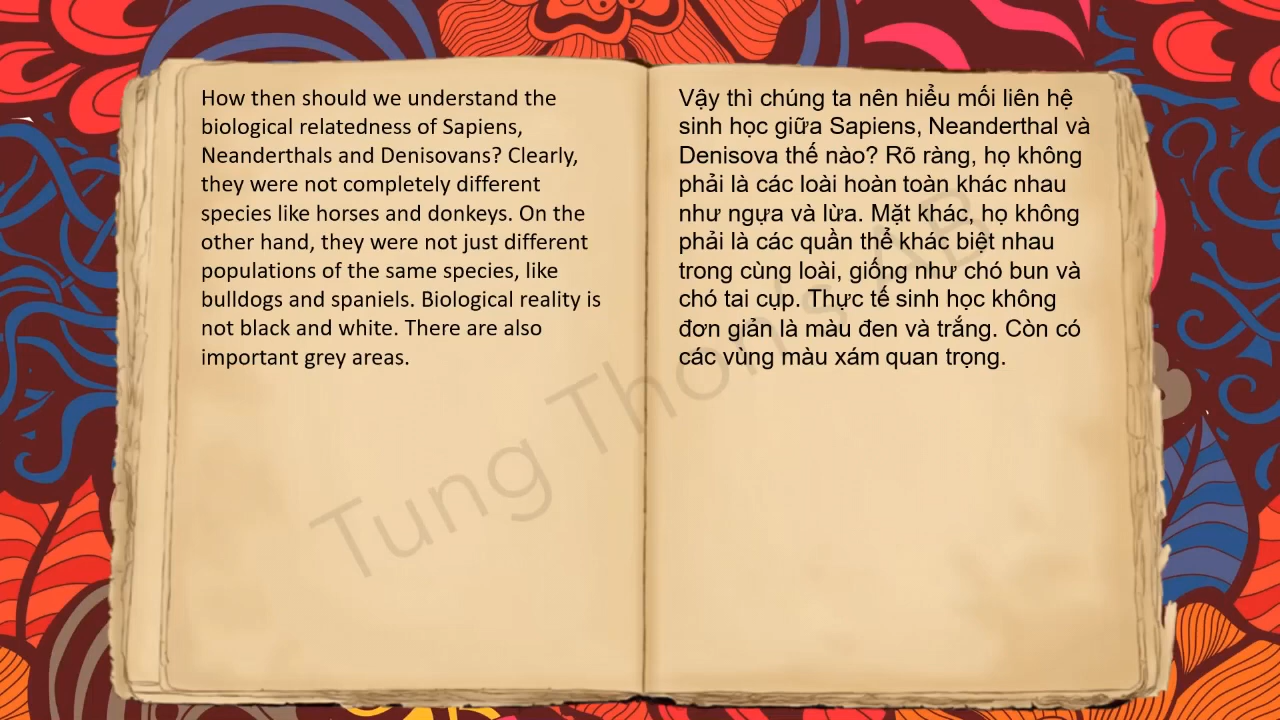 How then should we understand the
biological relatedness of Sapiens,
Neanderthals and Denisovans? Clearly,
they were not completely different
species like horses and donkeys. On the
other hand, they were not just different
populations of the same species, like
bulldogs and spaniels. Biological reality is
not black and white. There are also
important grey areas.
Vậy thì chúng ta nên hiểu mối liên hệ
sinh học giữa Sapiens, Neanderthal và
Denisova thế nào? Rõ ràng, họ không
phải là các loài hoàn toàn khác nhau
như ngựa và lừa. Mặt khác, họ không
phải là các quần thể khác biệt nhau
trong cùng loài, giống như chó bun và
chó tai cụp. Thực tế sinh học không
đơn giản là màu đen và trắng. Còn có
các vùng màu xám quan trọng.